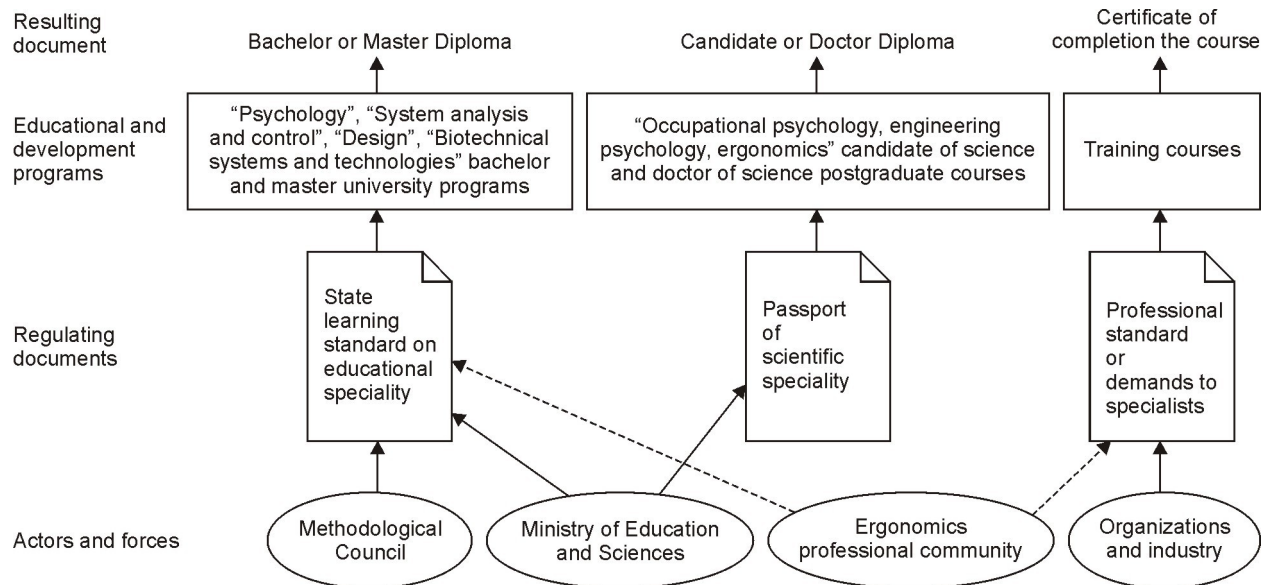 Resulting
document
Bachelor or Master Diploma
Candidate or Doctor Diploma
Certificate of
completion the course
Educational and
development
programs
“Psychology”, “System analysis
and control”, “Design”, “Biotechnical
systems and technologies” bachelor
and master university programs
“Occupational psychology, engineering
psychology, ergonomics” candidate of science
and doctor of science postgraduate courses
Training courses
Regulating
documents
State
learning
standard on
educational
speciality
Passport
of
scientific
speciality
Professional
standard
or
demands to
specialists
Actors and forces
Methodological
Council
Ministry of Education
and Sciences
Ergonomics
professional community
Organizations
and industry